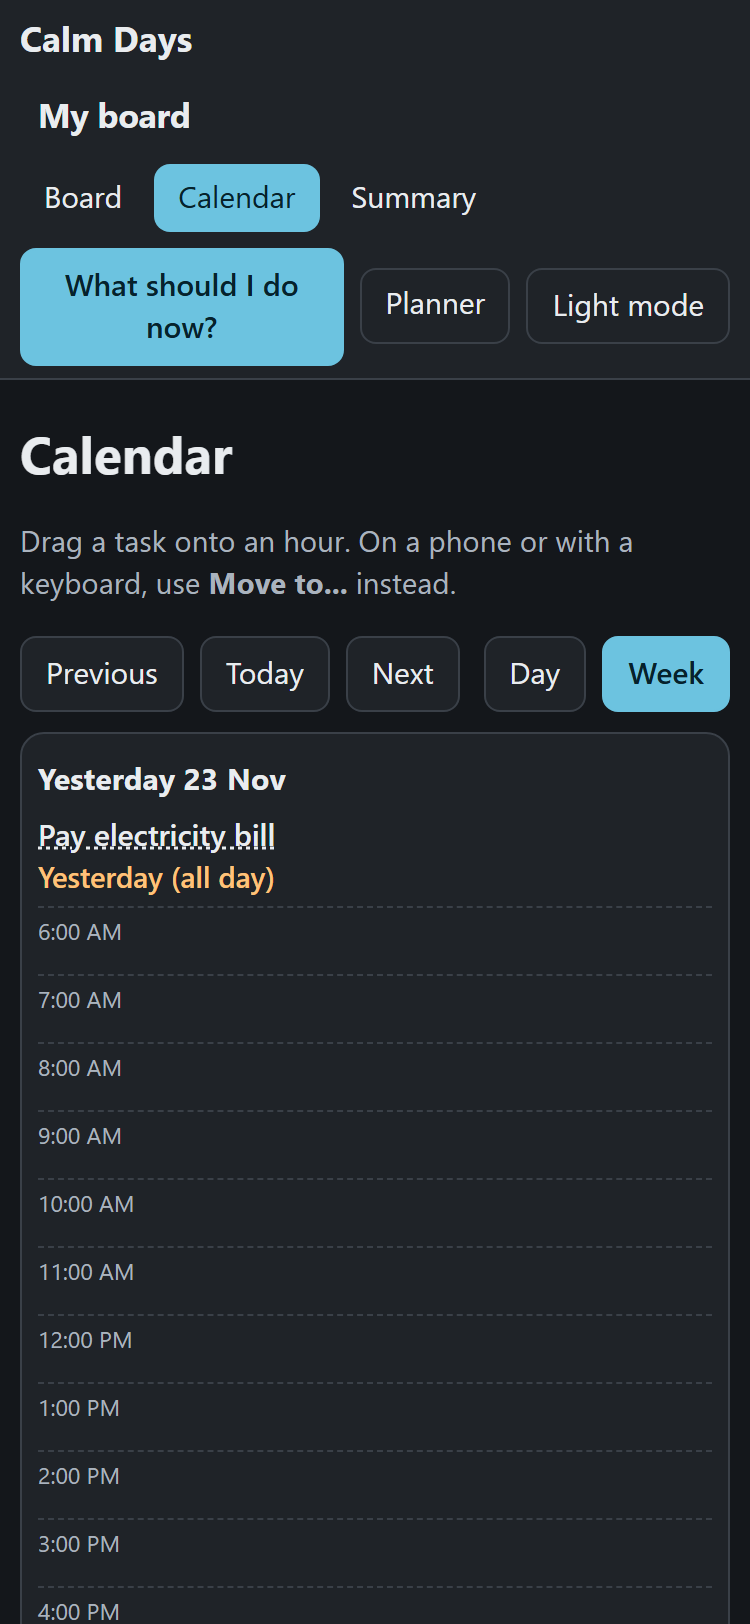 Calm Days
My board
Board Calendar Summary
What should I do
now?
Planner
Light mode
Calendar
Drag a task onto an hour. On a phone or with a
keyboard, use Move to... instead.
Previous Today Next Day Week
Yesterday 23 Nov
Pay electricity bill
Yesterday (all day)
6:00 AM
7:00 AM
8:00 AM
9:00 AM
10:00 AM
11:00 AM
12:00 PM
1:00 PM
2:00 PM
3:00 PM
4:00 PM